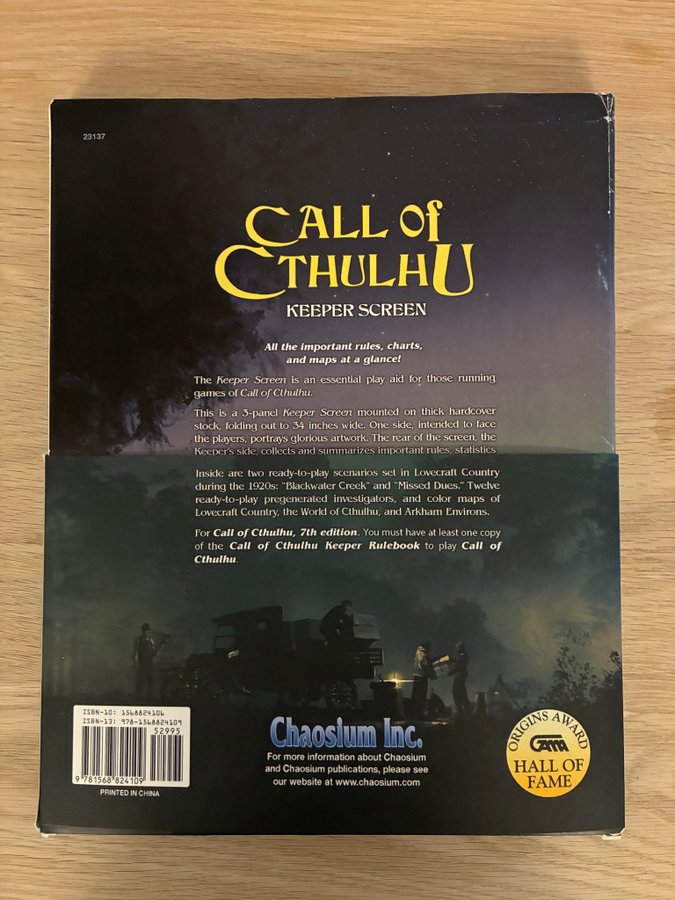 23137
CALL of
CTHULHU
KEEPER SCREEN
All the important rules, charts,
and maps at a glance!
The Keeper Screen is an essential play aid for those running
games of Call of Cthulhu.
This is a 3-panel Keeper Screen mounted on thick hardcover
stock, folding out to 34 inches wide. One side, intended to face
the players, portrays glorious artwork. The rear of the screen, the
Keeper's side, collects and summarizes important rules, statistics
Inside are two ready-to-play scenarios set in Lovecraft Country
during the 1920s: "Blackwater Creek" and "Missed Dues." Twelve
ready-to-play pregenerated investigators, and color maps of
Lovecraft Country, the World of Cthulhu, and Arkham Environs.
For Call of Cthulhu, 7th edition. You must have at least one copy
of the Call of Cthulhu Keeper Rulebook to play Call of
Cthulhu.
ISBN-10: 1568824106
ISBN-13: 978-1568824109
52995
9 781568 824109
PRINTED IN CHINA
Chaosium Inc.
For more information about Chaosium
and Chaosium publications, please see
our website at www.chaosium.com
ORIGINS AWARD
GAMA
HALL OF
FAME